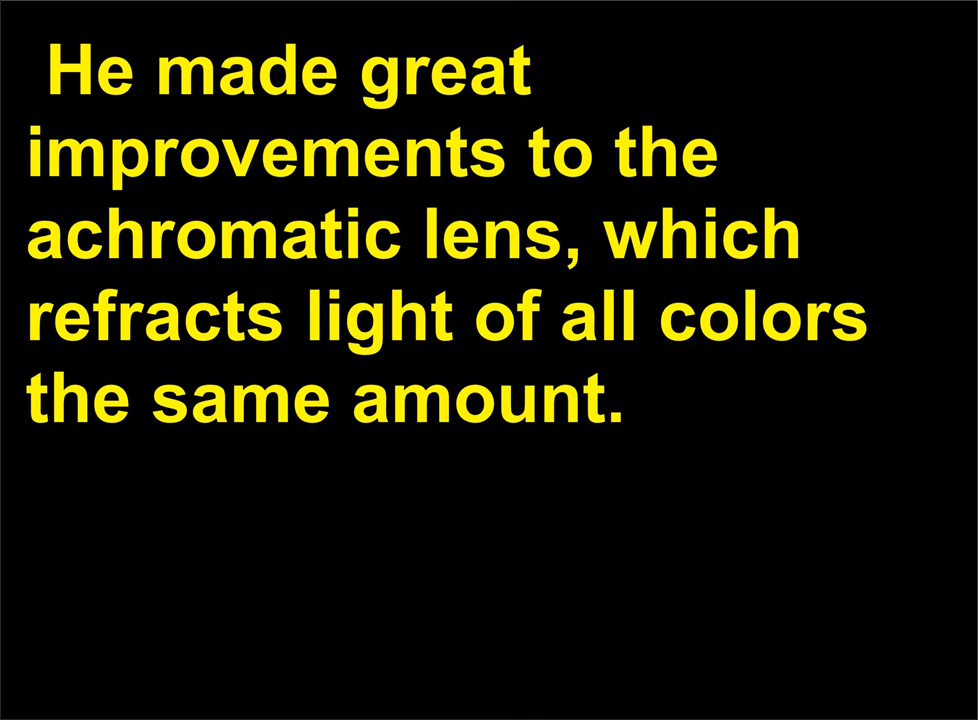 He made great
improvements to the
achromatic lens, which
refracts light of all colors
the same amount.